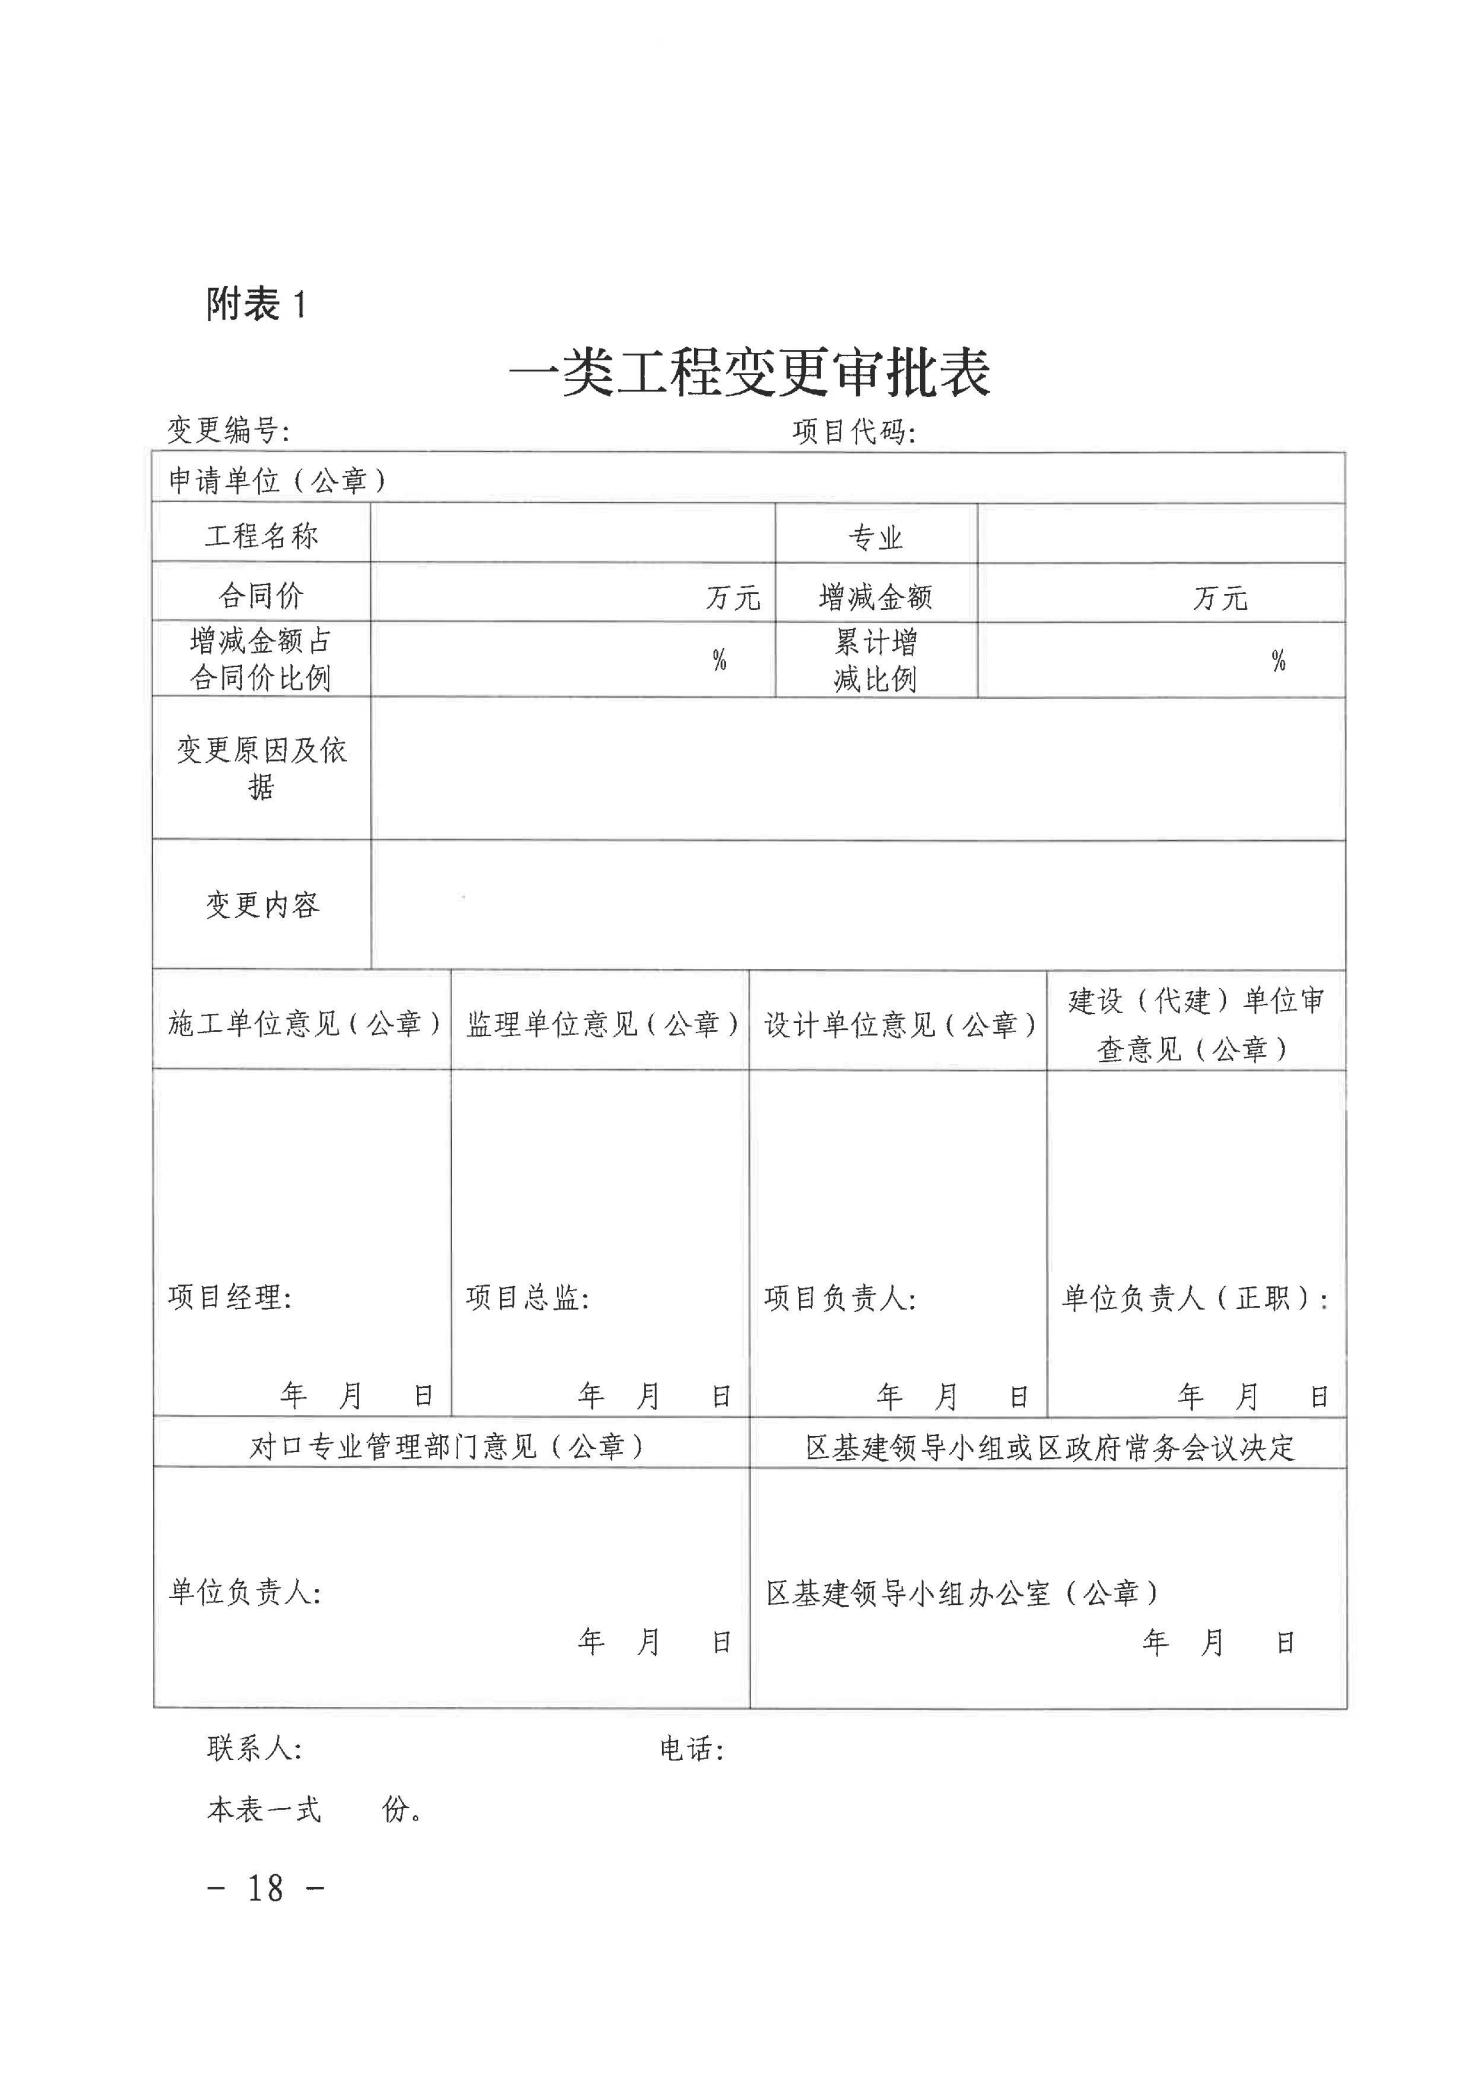 附表1
一类工程变更审批表
变更编号: 项目代码:
申请单位（公章）
工程名称 专业
合同价 万元 增减金额 万元
增减金额占 累计增
合同价比例 % 减比例 %
变更原因及依
据
变更内容
施工单位意见（公章） 监理单位意见（公章） 设计单位意见（公章） 建设（代建）单位审
查意见（公章）
项目经理: 项目总监: 项目负责人: 单位负责人（正职）:
年 月 日 年 月 日 年 月 日 年 月 日
对口专业管理部门意见（公章） 区基建领导小组或区政府常务会议决定
单位负责人: 区基建领导小组办公室（公章）
年 月 日 年 月 日
联系人: 电话:
本表一式 份。
- 18 -